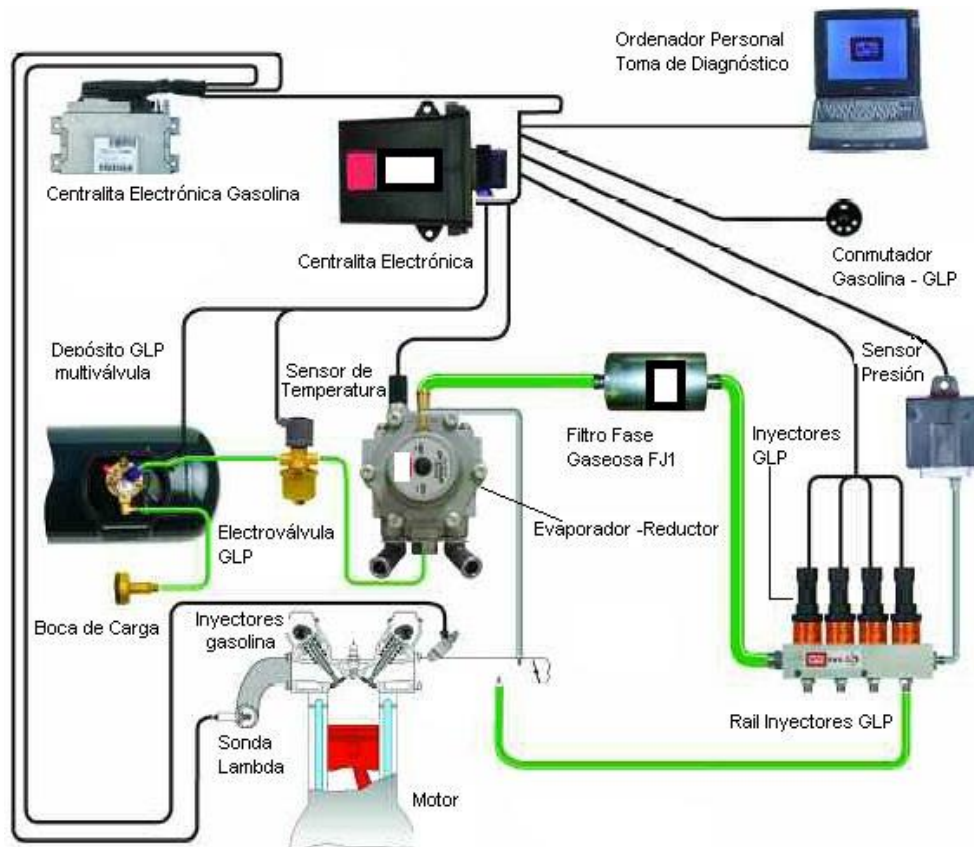 Ordenador Personal
Toma de Diagnóstico
Centralita Electrónica Gasolina
Centralita Electrónica
Conmutador
Gasolina - GLP
Depósito GLP
multiválvula
Sensor de
Temperatura
Sensor
Presión
Filtro Fase
Gaseosa FJ1
Inyectores
GLP
Evaporador -Reductor
Electroválvula
GLP
Boca de Carga
Inyectores
gasolina
Rail Inyectores GLP
Sonda
Lambda
Motor